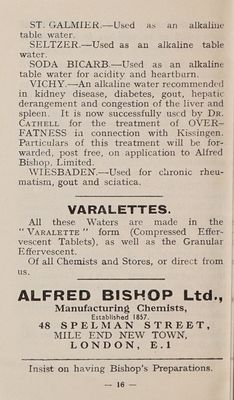 ST. GALMIER.—Used as an alkaline
table water.
SELTZER.—Used as an alkaline table
water.
SODA BICARB.—Used as an alkaline
table water for acidity and heartburn.
VICHY.—An alkaline water recommended
in kidney disease, diabetes, gout, hepatic
derangement and congestion of the liver and
spleen. It is now successfully used by DR.
CATHELL for the treatment of OVER-
FATNESS in connection with Kissingen.
Particulars of this treatment will be for-
warded, post free, on application to Alfred
Bishop, Limited.
WIESBADEN.—Used for chronic rheu-
matism, gout and sciatica.
VARALETTES.
All these Waters are made in the
"VARALETTE" form (Compressed Effer-
vescent Tablets), as well as the Granular
Effervescent.
Of all Chemists and Stores, or direct from
us.
ALFRED BISHOP Ltd.,
Manufacturing Chemists,
Established 1857.
48 SPELMAN STREET,
MILE END NEW TOWN,
LONDON, E.1
Insist on having Bishop's Preparations.
— 16 —